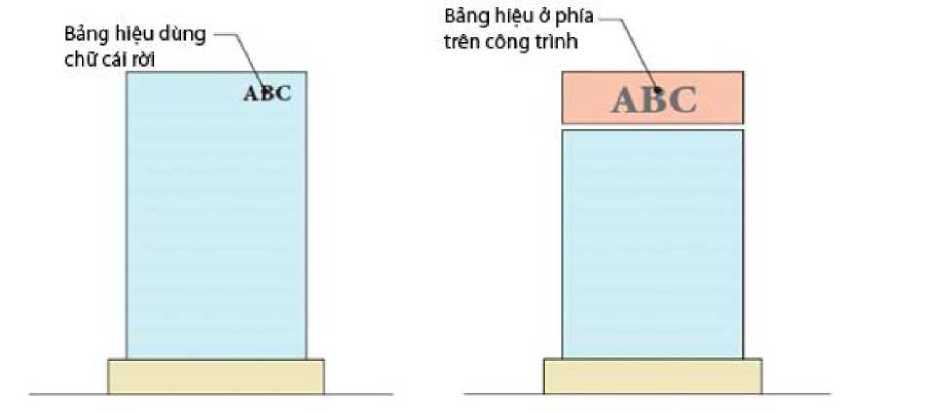 Bảng hiệu dùng
chữ cái rời
ABC
Bảng hiệu ở phía
trên công trình
ABC